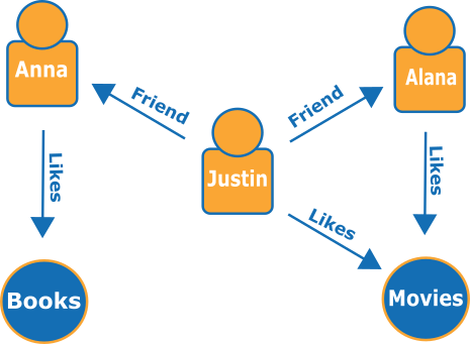 Anna
Alana
Friend
Friend
Justin
Likes
Likes
Likes
Books
Movies